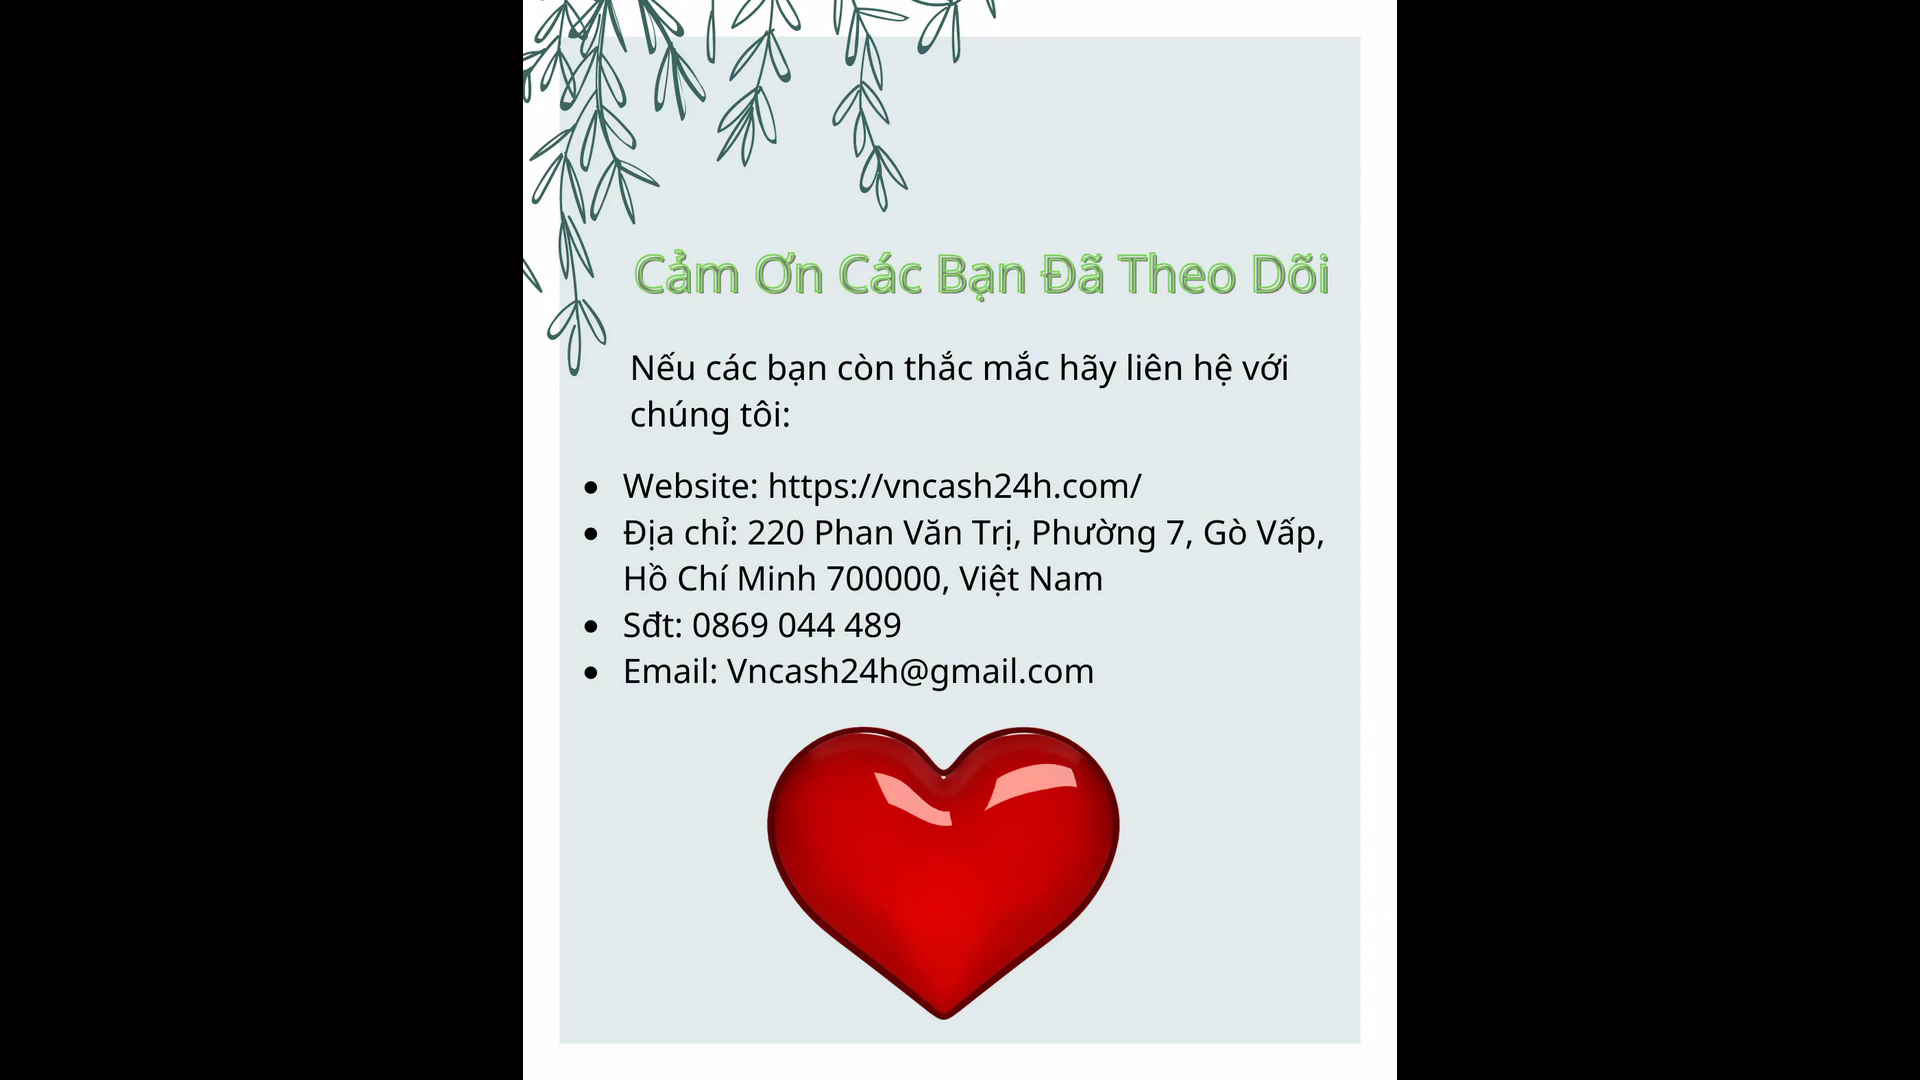 Cảm Ơn Các Bạn Đã Theo Dõi
Nếu các bạn còn thắc mắc hãy liên hệ với
chúng tôi:
• Website: https://vncash24h.com/
• Địa chỉ: 220 Phan Văn Trị, Phường 7, Gò Vấp,
Hồ Chí Minh 700000, Việt Nam
• Sđt: 0869 044 489
• Email: Vncash24h@gmail.com